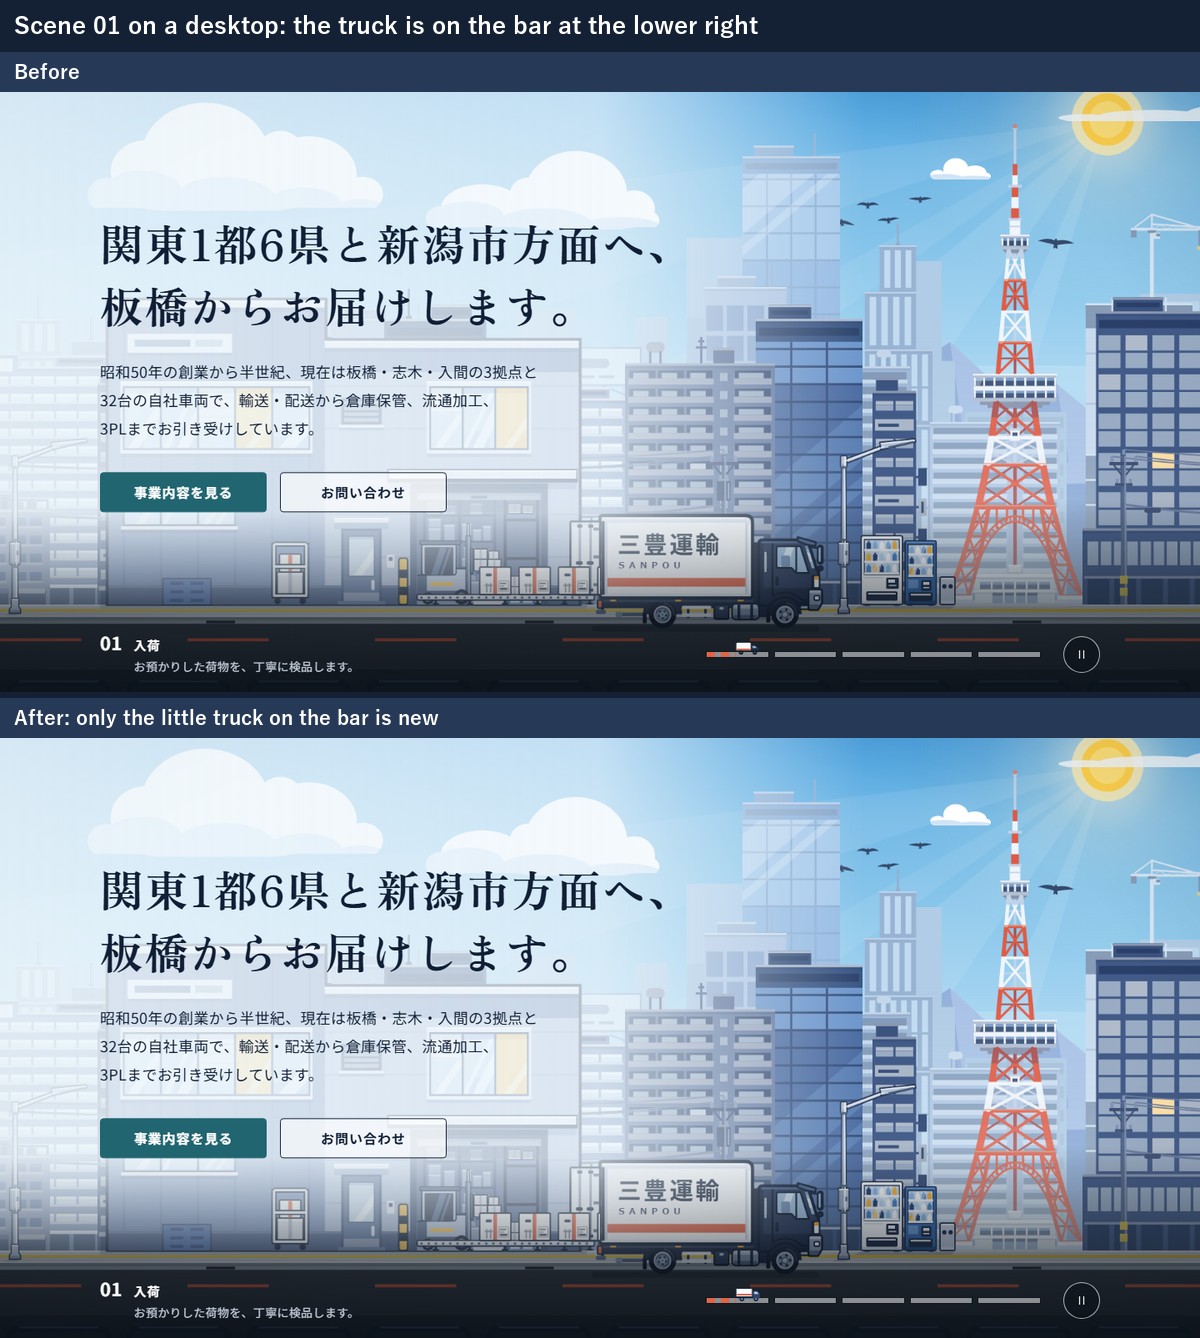 Scene 01 on a desktop: the truck is on the bar at the lower right
Before
関東1都6県と新潟市方面へ、
板橋からお届けします。
昭和50年の創業から半世紀、現在は板橋・志木・入間の3拠点と
32台の自社車両で、輸送・配送から倉庫保管、流通加工、
3PLまでお引き受けしています。
事業内容を見る
お問い合わせ
三豊運輸
SANPOU
01 入荷
お預かりした荷物を、丁寧に検品します。
After: only the little truck on the bar is new
関東1都6県と新潟市方面へ、
板橋からお届けします。
昭和50年の創業から半世紀、現在は板橋・志木・入間の3拠点と
32台の自社車両で、輸送・配送から倉庫保管、流通加工、
3PLまでお引き受けしています。
事業内容を見る
お問い合わせ
三豊運輸
SANPOU
01 入荷
お預かりした荷物を、丁寧に検品します。